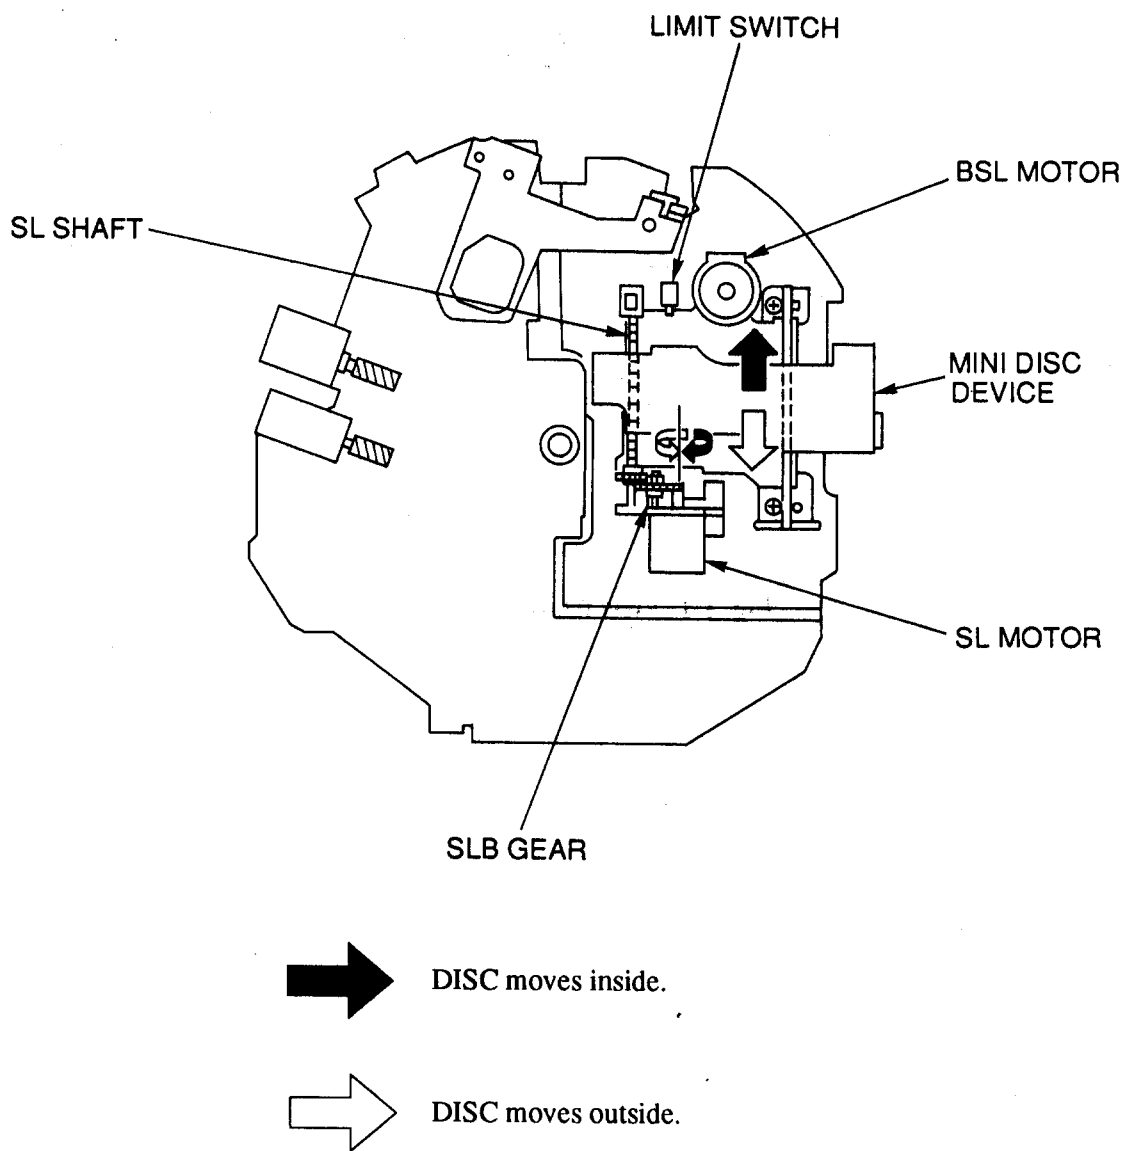 LIMIT SWITCH
BSL MOTOR
SL SHAFT
MINI DISC
DEVICE
SL MOTOR
SLB GEAR
DISC moves inside.
DISC moves outside.